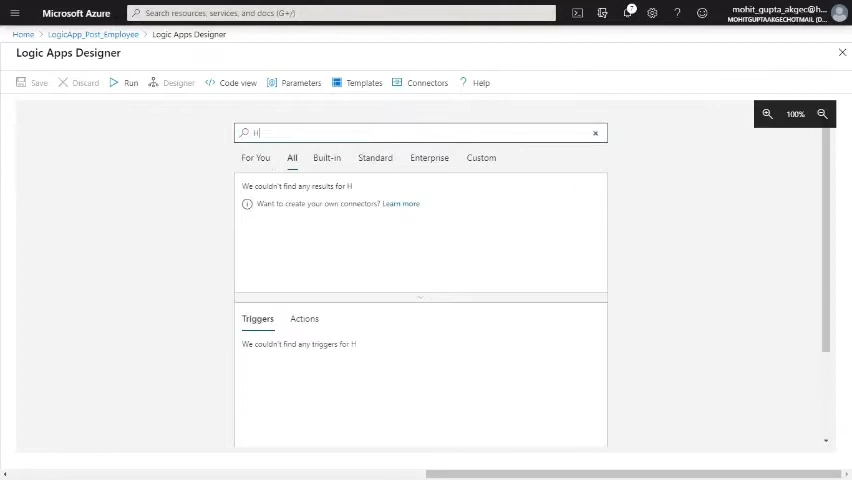 Microsoft Azure
Search resources, services, and docs (G+/)
7
mohit_gupta_akgec@h...
MOHITGUPTAAKGECHOTMAIL (D...
Home > LogicApp_Post_Employee > Logic Apps Designer
Logic Apps Designer
Save Discard Run Designer Code view Parameters Templates Connectors Help
100%
H
For You All Built-in Standard Enterprise Custom
We couldn't find any results for H
Want to create your own connectors? Learn more
Triggers Actions
We couldn't find any triggers for H